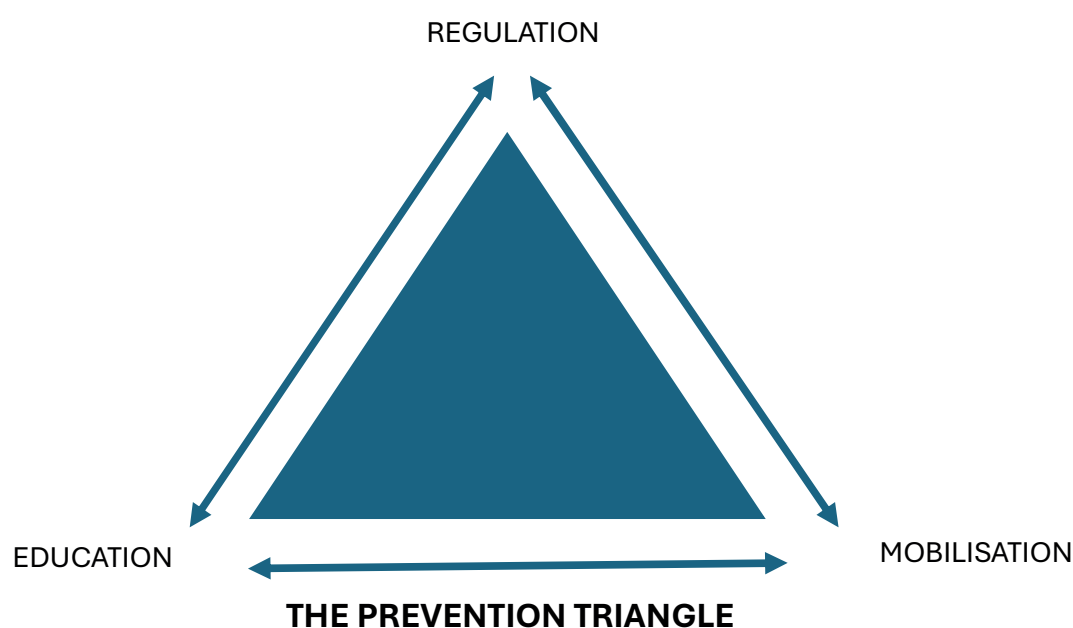 REGULATION
EDUCATION
MOBILISATION
THE PREVENTION TRIANGLE